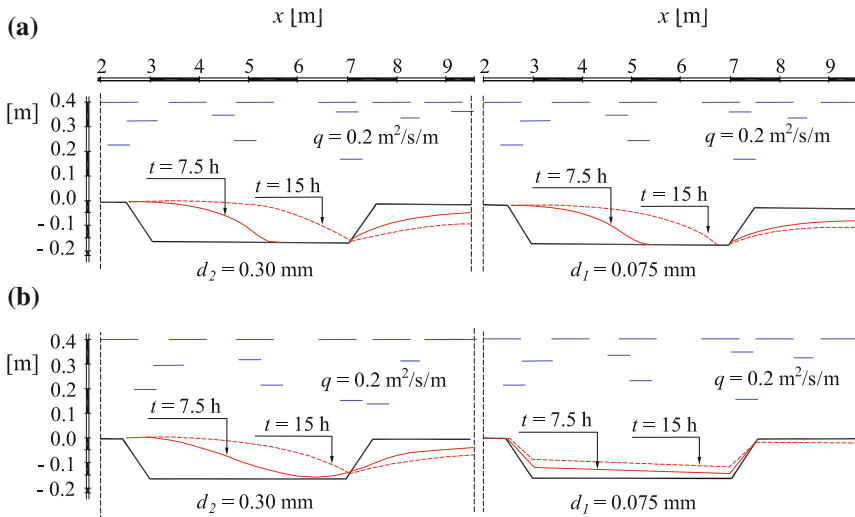 x [m] x [m]
(a)
2 3 4 5 6 7 8 9 2 3 4 5 6 7 8 9
0.4
[m] 0.3
0.2
0.1
0.0
- 0.1
- 0.2
q = 0.2 m²/s/m q = 0.2 m²/s/m
t = 7.5 h t = 15 h t = 7.5 h t = 15 h
d₂ = 0.30 mm d₁ = 0.075 mm
(b)
0.4
[m] 0.3
0.2
0.1
0.0
- 0.1
- 0.2
q = 0.2 m²/s/m q = 0.2 m²/s/m
t = 7.5 h t = 15 h t = 7.5 h t = 15 h
d₂ = 0.30 mm d₁ = 0.075 mm